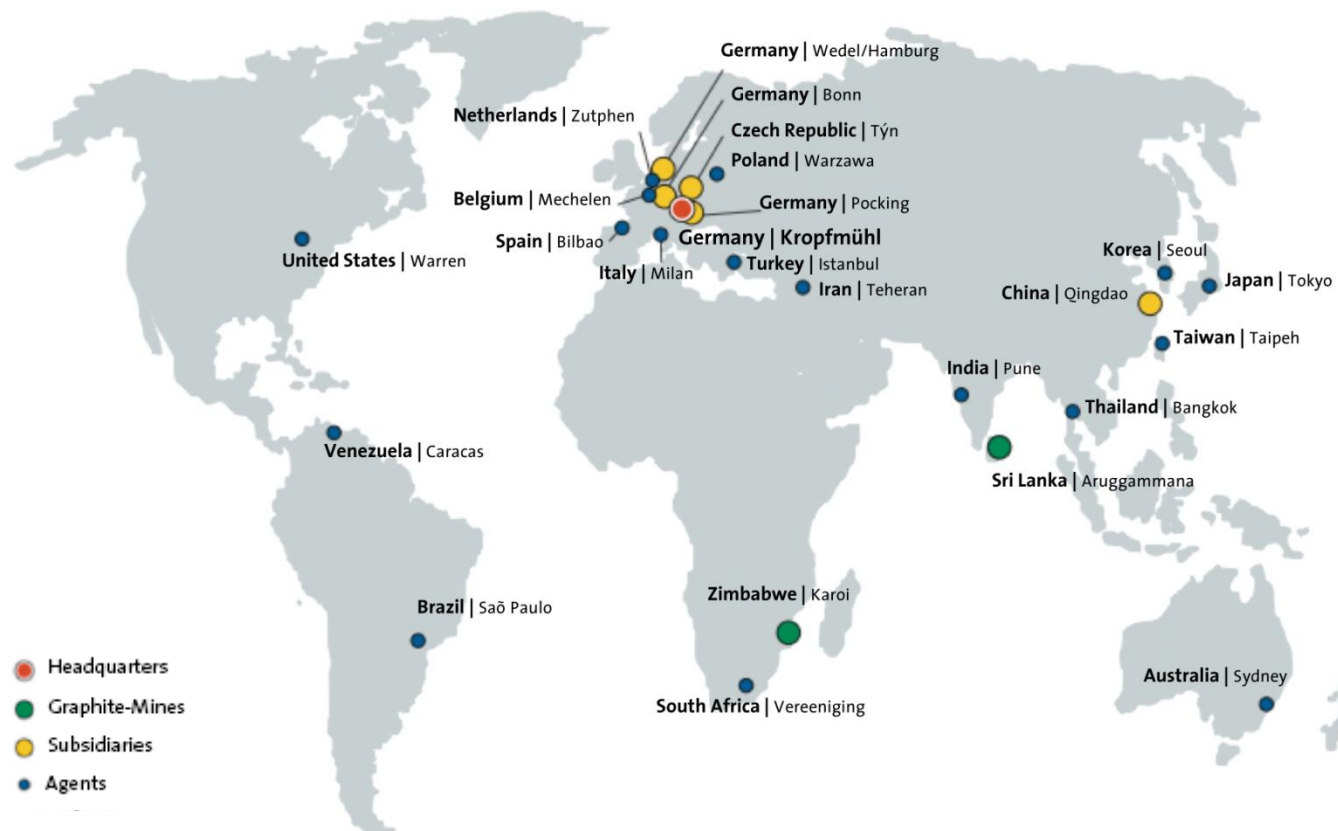 Germany | Wedel/Hamburg
Germany | Bonn
Netherlands | Zutphen
Czech Republic | Týn
Poland | Warzawa
Belgium | Mechelen
Germany | Pocking
Spain | Bilbao
Germany | Kropfmühl
Italy | Milan
Turkey | Istanbul
Iran | Teheran
United States | Warren
Korea | Seoul
China | Qingdao
Japan | Tokyo
Taiwan | Taipeh
India | Pune
Thailand | Bangkok
Venezuela | Caracas
Sri Lanka | Aruggammana
Zimbabwe | Karoi
Brazil | Saõ Paulo
South Africa | Vereeniging
Australia | Sydney
Headquarters
Graphite-Mines
Subsidiaries
Agents